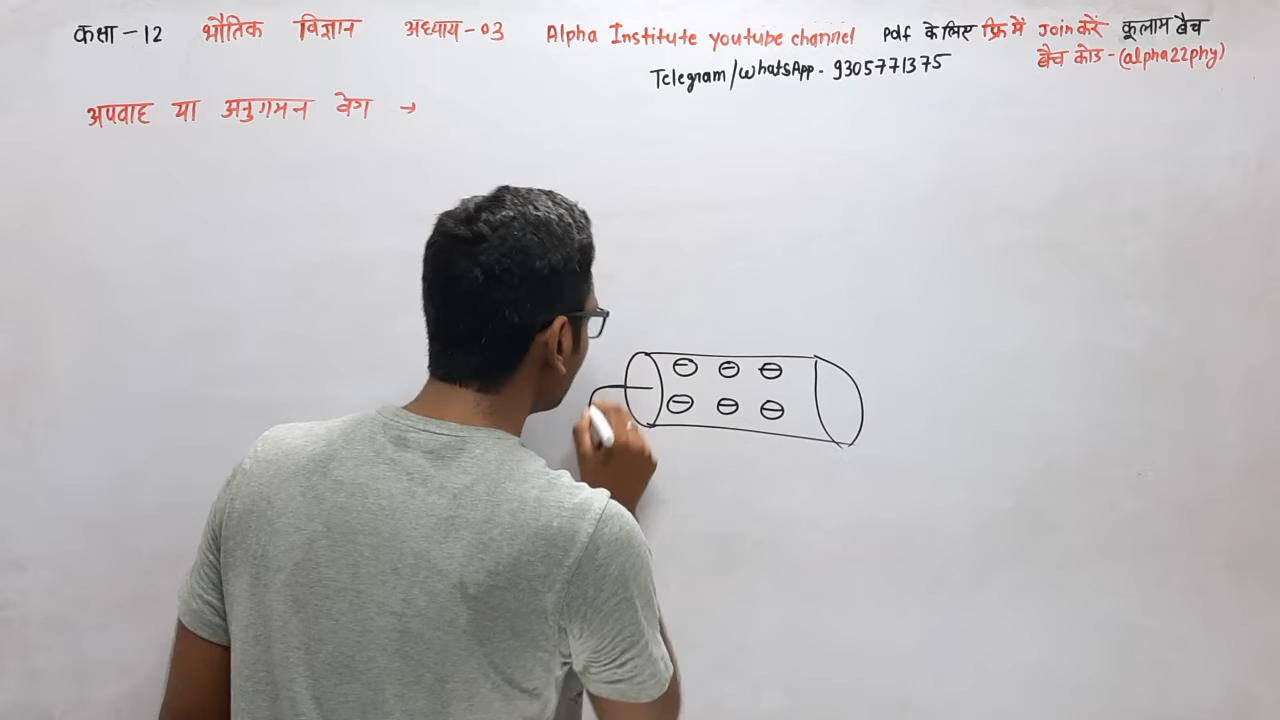 कक्षा-12 भौतिक विज्ञान अध्याय-03 Alpha Institute youtube channel Pdf के लिए फ्रि में Join करें कूलाम बैच
Telegram/whatsApp - 9305771375 बैच कोड-(alpha22phy)
अपवाह या अनुगमन वेग →